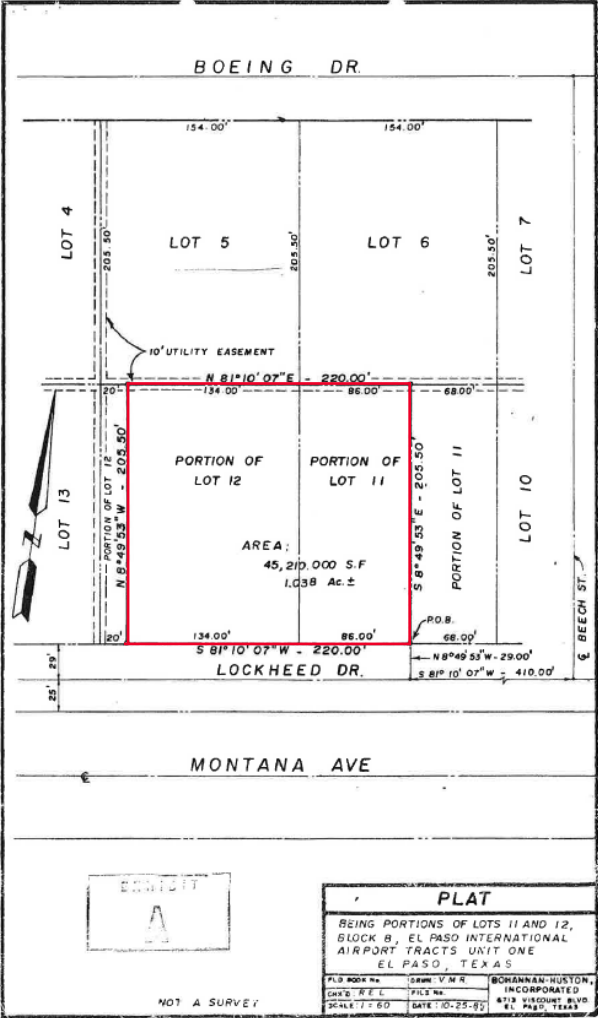 BOEING DR.
154.00'
154.00'
LOT 4
205.50'
LOT 5
205.50'
LOT 6
205.50'
LOT 7
10' UTILITY EASEMENT
N 81° 10' 07" E - 220.00'
20'
134.00'
86.00'
68.00'
LOT 13
PORTION OF LOT 12
N 8° 49' 53" W - 205.50'
PORTION OF
LOT 12
PORTION OF
LOT 11
S 8° 49' 53" E - 205.50'
PORTION OF LOT 11
LOT 10
AREA;
45,210.000 S.F
1.038 Ac.±
N
℄ BEECH ST.
P.O.B.
20'
134.00'
86.00'
68.00'
S 81° 10' 07" W - 220.00'
29'
LOCKHEED DR.
N 8° 49' 53" W - 29.00'
S 81° 10' 07" W - 410.00'
25'
MONTANA AVE
℄
EXHIBIT
A
NOT A SURVEY
PLAT
BEING PORTIONS OF LOTS 11 AND 12,
BLOCK 8, EL PASO INTERNATIONAL
AIRPORT TRACTS UNIT ONE
EL PASO, TEXAS
FLD BOOK No.
DRWN: V.M.R.
BOHANNAN-HUSTON,
INCORPORATED
CHK'D: R.E.L.
FILE No.
6713 VISCOUNT BLVD.
EL PASO, TEXAS
SCALE: 1=60
DATE: 10-25-85